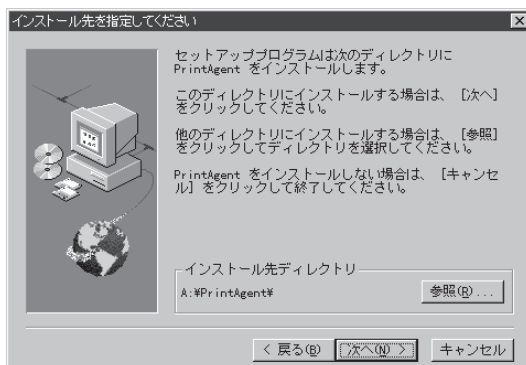 インストール先を指定してください
セットアッププログラムは次のディレクトリに
PrintAgent をインストールします。
このディレクトリにインストールする場合は、[次へ]
をクリックしてください。
他のディレクトリにインストールする場合は、[参照]
をクリックしてディレクトリを選択してください。
PrintAgent をインストールしない場合は、[キャンセ
ル] をクリックして終了してください。
インストール先ディレクトリ
A:¥PrintAgent¥
参照(R)...
< 戻る(B)
次へ(N) >
キャンセル